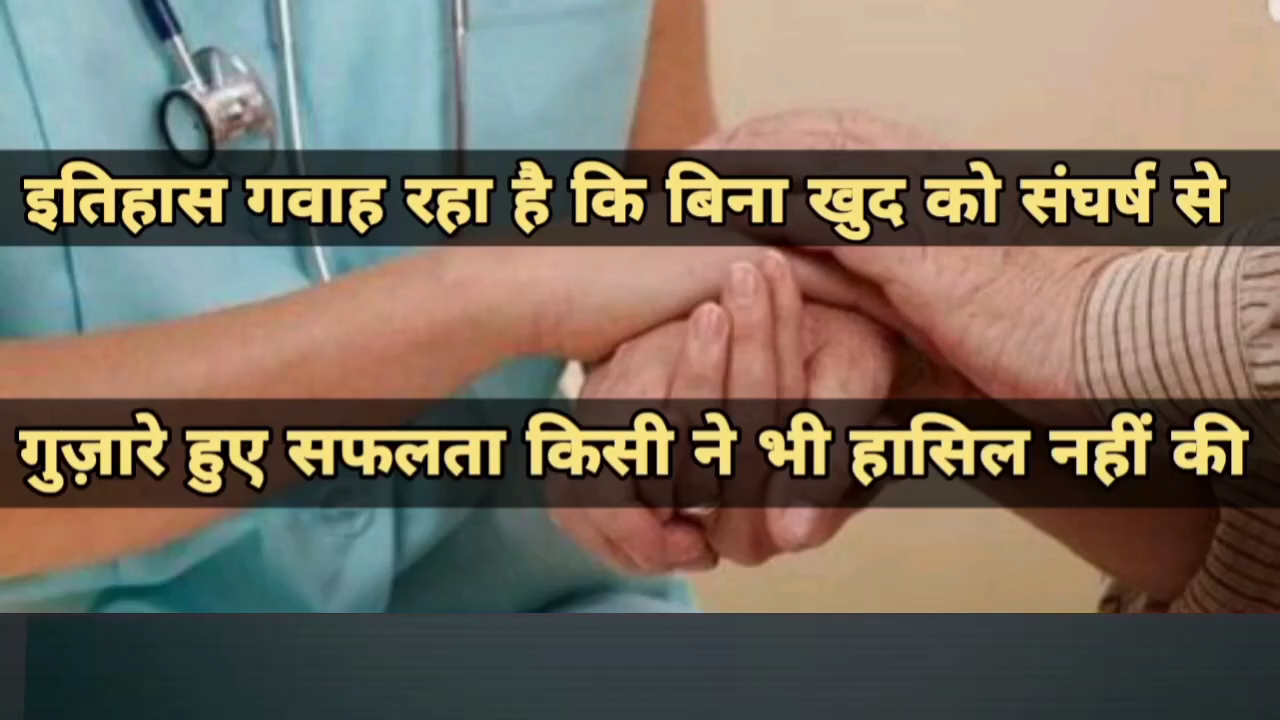 इतिहास गवाह रहा है कि बिना खुद को संघर्ष से
गुज़ारे हुए सफलता किसी ने भी हासिल नहीं की